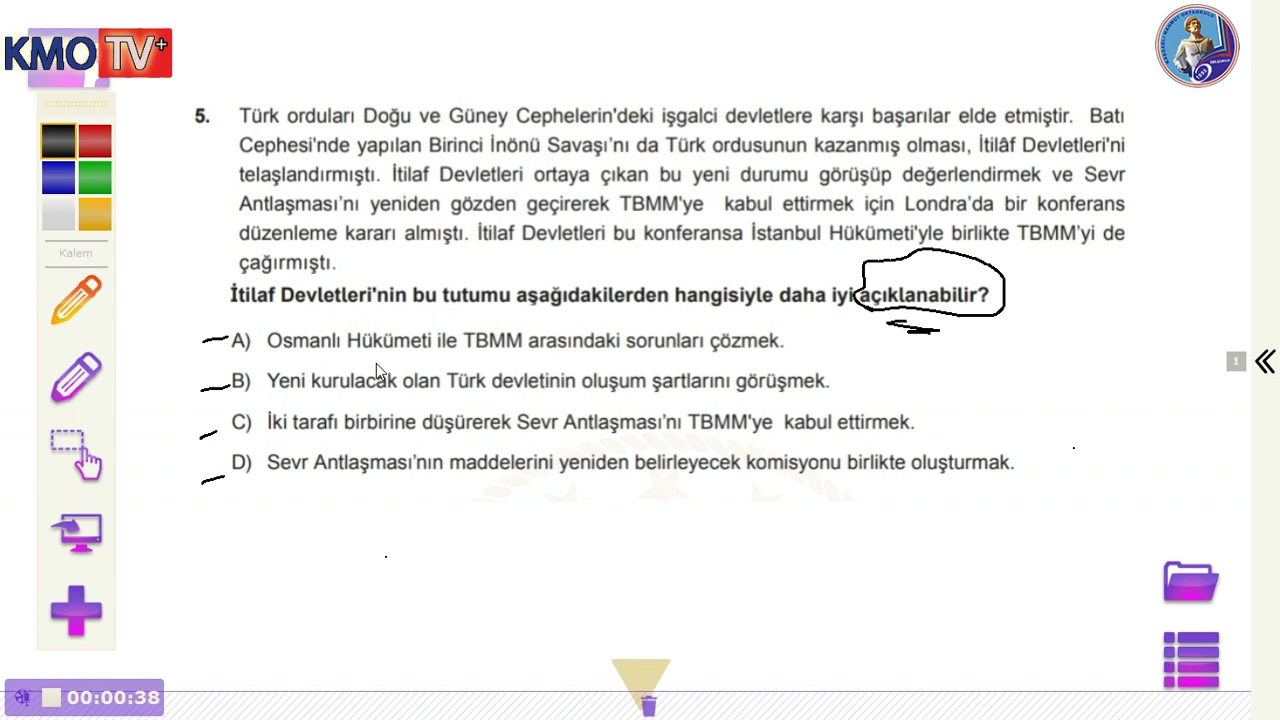 KMO TV+
5. Türk orduları Doğu ve Güney Cephelerin'deki işgalci devletlere karşı başarılar elde etmiştir. Batı
Cephesi'nde yapılan Birinci İnönü Savaşı'nı da Türk ordusunun kazanmış olması, İtilâf Devletleri'ni
telaşlandırmıştı. İtilaf Devletleri ortaya çıkan bu yeni durumu görüşüp değerlendirmek ve Sevr
Antlaşması'nı yeniden gözden geçirerek TBMM'ye kabul ettirmek için Londra'da bir konferans
düzenleme kararı almıştı. İtilaf Devletleri bu konferansa İstanbul Hükümeti'yle birlikte TBMM'yi de
çağırmıştı.
İtilaf Devletleri'nin bu tutumu aşağıdakilerden hangisiyle daha iyi açıklanabilir?
A) Osmanlı Hükümeti ile TBMM arasındaki sorunları çözmek.
B) Yeni kurulacak olan Türk devletinin oluşum şartlarını görüşmek.
C) İki tarafı birbirine düşürerek Sevr Antlaşması'nı TBMM'ye kabul ettirmek.
D) Sevr Antlaşması'nın maddelerini yeniden belirleyecek komisyonu birlikte oluşturmak.
Kalem
1
00:00:38